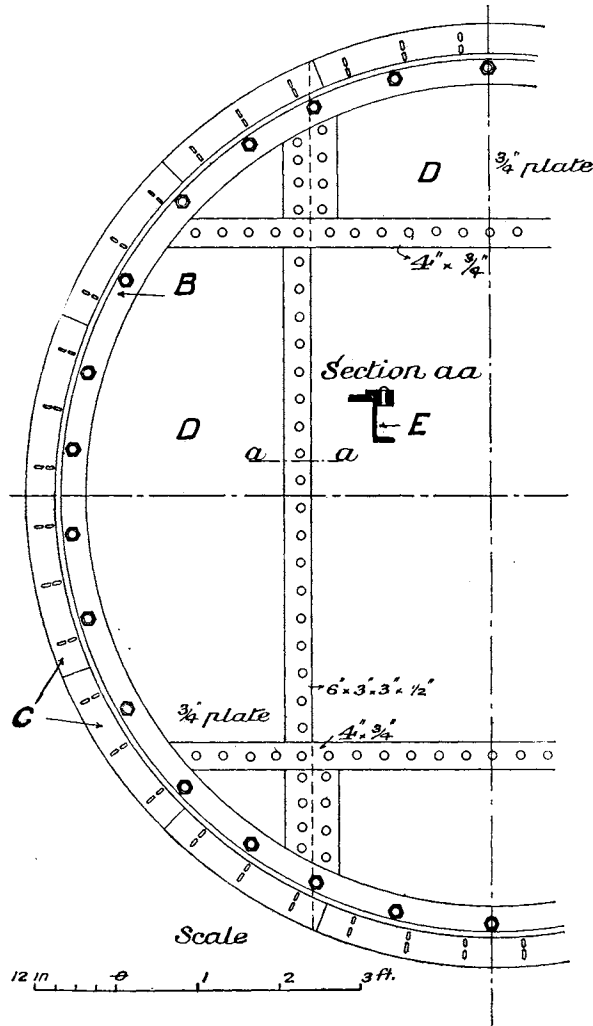 D
3/4" plate
4" × 3/4"
B
Section aa
E
D
a a
6" × 3" × 3" × 1/2"
C
3/4" plate
4" × 3/4"
Scale
12 in 0 1 2 3 ft.